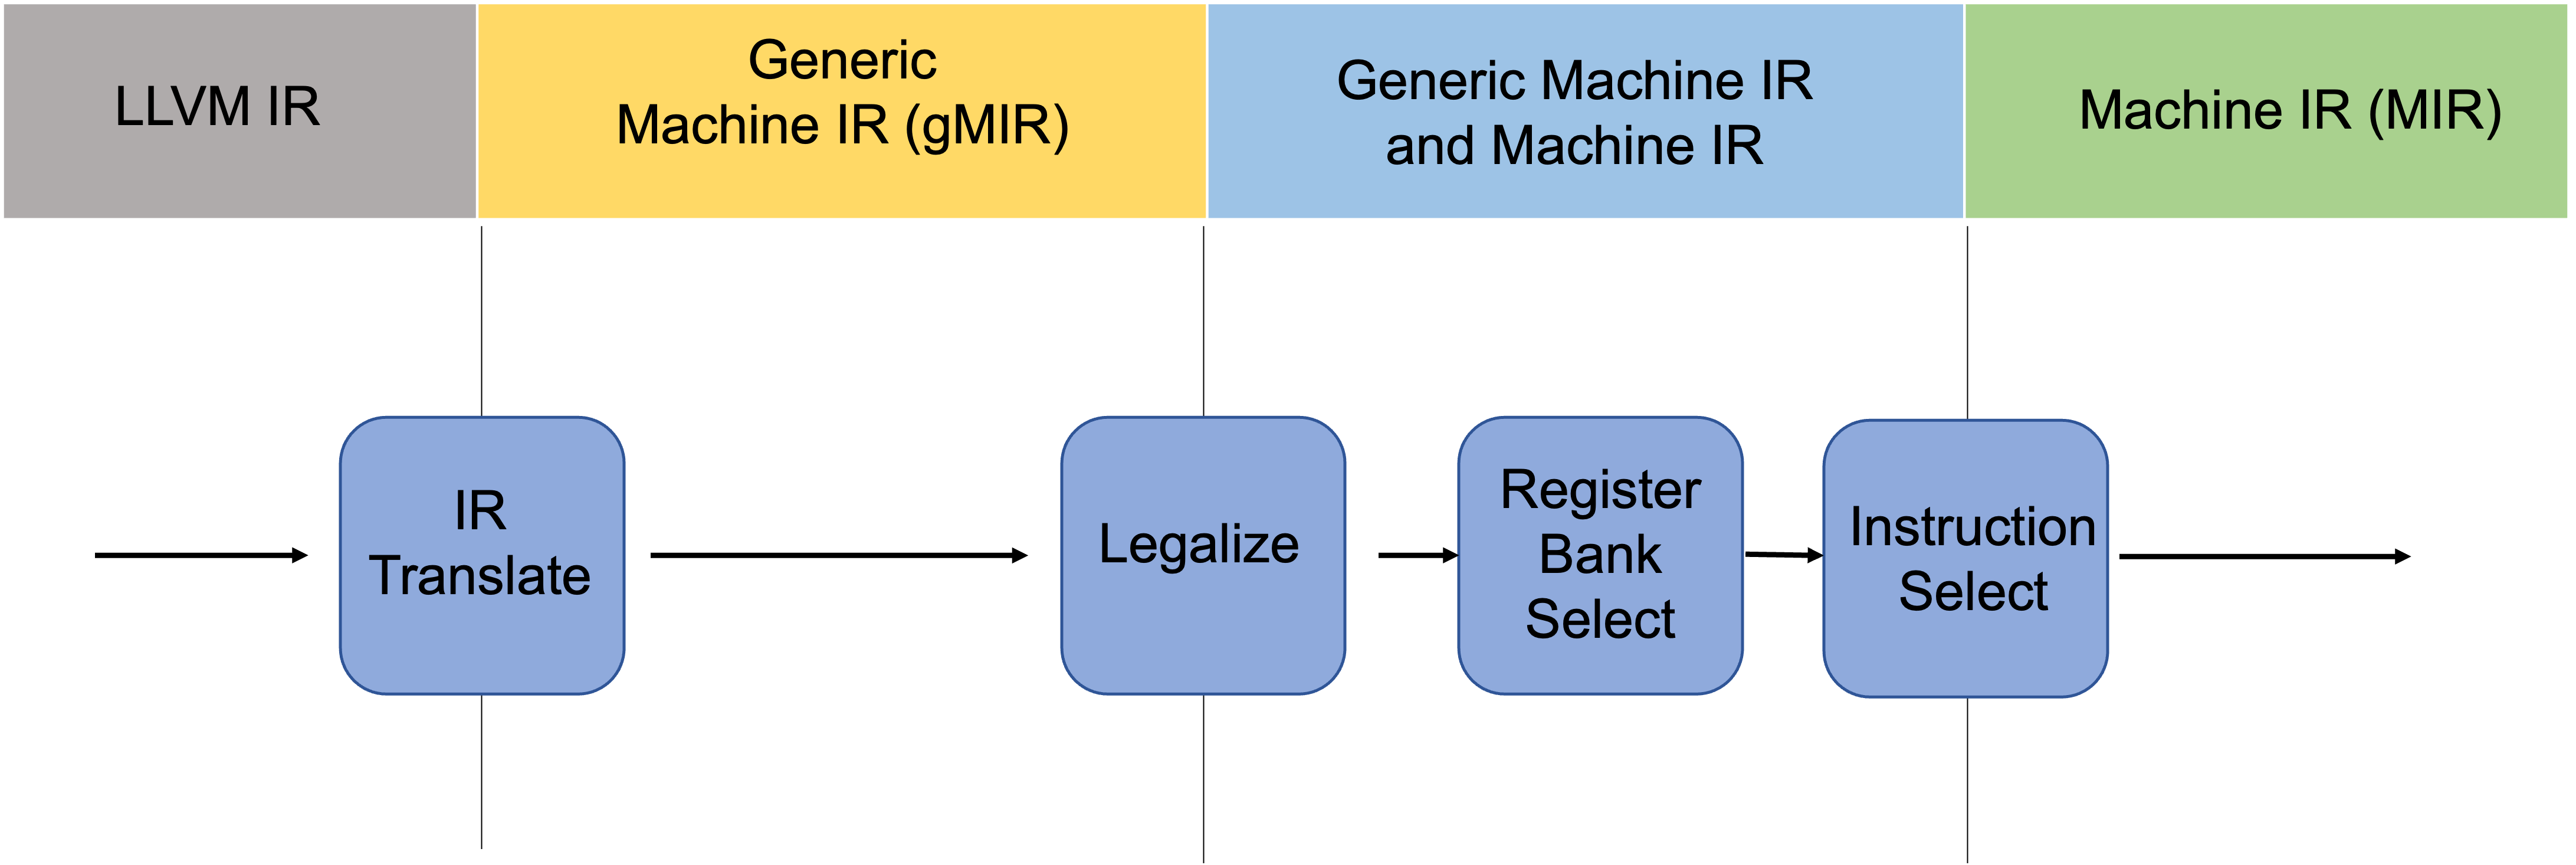 LLVM IR
Generic
Machine IR (gMIR)
Generic Machine IR
and Machine IR
Machine IR (MIR)
IR
Translate
Legalize
Register
Bank
Select
Instruction
Select